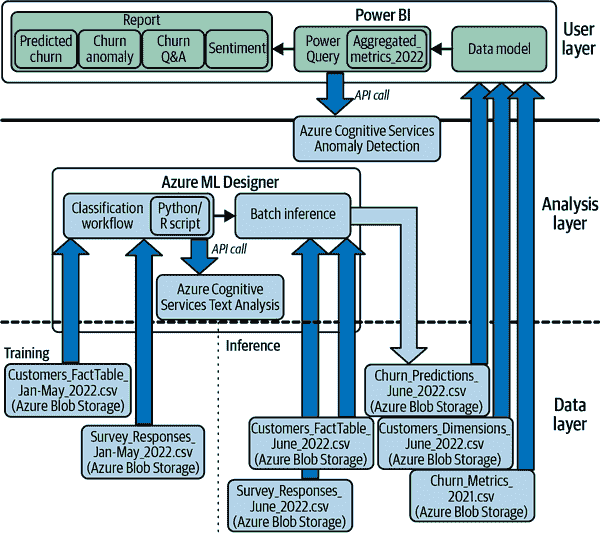 Power BI
Report
Predicted
churn
Churn
anomaly
Churn
Q&A
Sentiment
Power
Query
Aggregated_
metrics_2022
Data model
User
layer
API call
Azure Cognitive Services
Anomaly Detection
Azure ML Designer
Classification
workflow
Python/
R script
Batch inference
API call
Azure Cognitive
Services Text Analysis
Analysis
layer
Training
Inference
Customers_FactTable_
Jan-May_2022.csv
(Azure Blob Storage)
Survey_Responses_
Jan-May_2022.csv
(Azure Blob Storage)
Customers_FactTable_
June_2022.csv
(Azure Blob Storage)
Survey_Responses_
June_2022.csv
(Azure Blob Storage)
Churn_Predictions_
June_2022.csv
(Azure Blob Storage)
Customers_Dimensions_
June_2022.csv
(Azure Blob Storage)
Churn_Metrics_
2021.csv
(Azure Blob Storage)
Data
layer